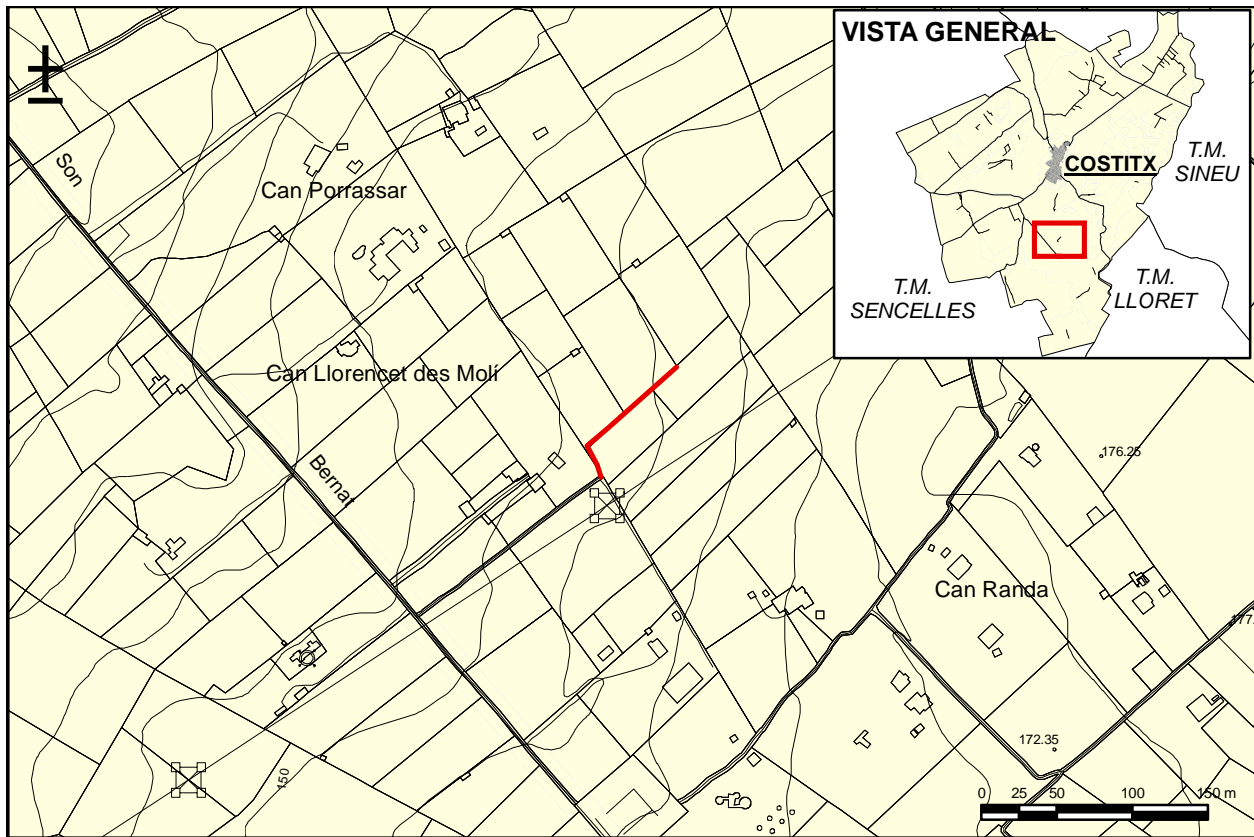 VISTA GENERAL
COSTITX
T.M.
SINEU
T.M.
SENCELLES
T.M.
LLORET
Son
Can Porrassar
Can Llorencet des Molí
Bernat
176.25
Can Randa
177.
172.35
150
0 25 50 100 150 m